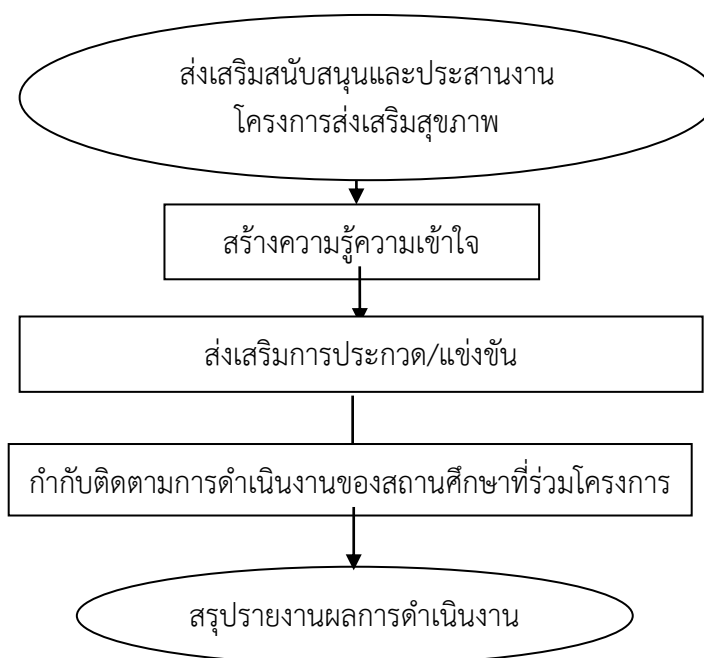 ส่งเสริมสนับสนุนและประสานงาน
โครงการส่งเสริมสุขภาพ
สร้างความรู้ความเข้าใจ
ส่งเสริมการประกวด/แข่งขัน
กำกับติดตามการดำเนินงานของสถานศึกษาที่ร่วมโครงการ
สรุปรายงานผลการดำเนินงาน